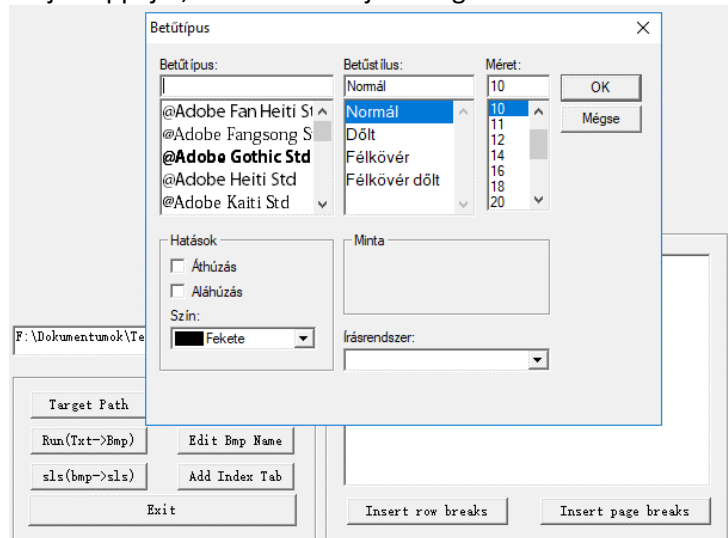 Betűtípus
Betűtípus:
Betűstílus:
Méret:
Normál
10
OK
Mégse
@Adobe Fan Heiti St
@Adobe Fangsong S
@Adobe Gothic Std
@Adobe Heiti Std
@Adobe Kaiti Std
Normál
Dőlt
Félkövér
Félkövér dőlt
10
11
12
14
16
18
20
Hatások
Áthúzás
Aláhúzás
Szín:
Fekete
Minta
Írásrendszer:
F:\Dokumentumok\Te
Target Path
Run(Txt->Bmp)
Edit Bmp Name
sls(bmp->sls)
Add Index Tab
Exit
Insert row breaks
Insert page breaks